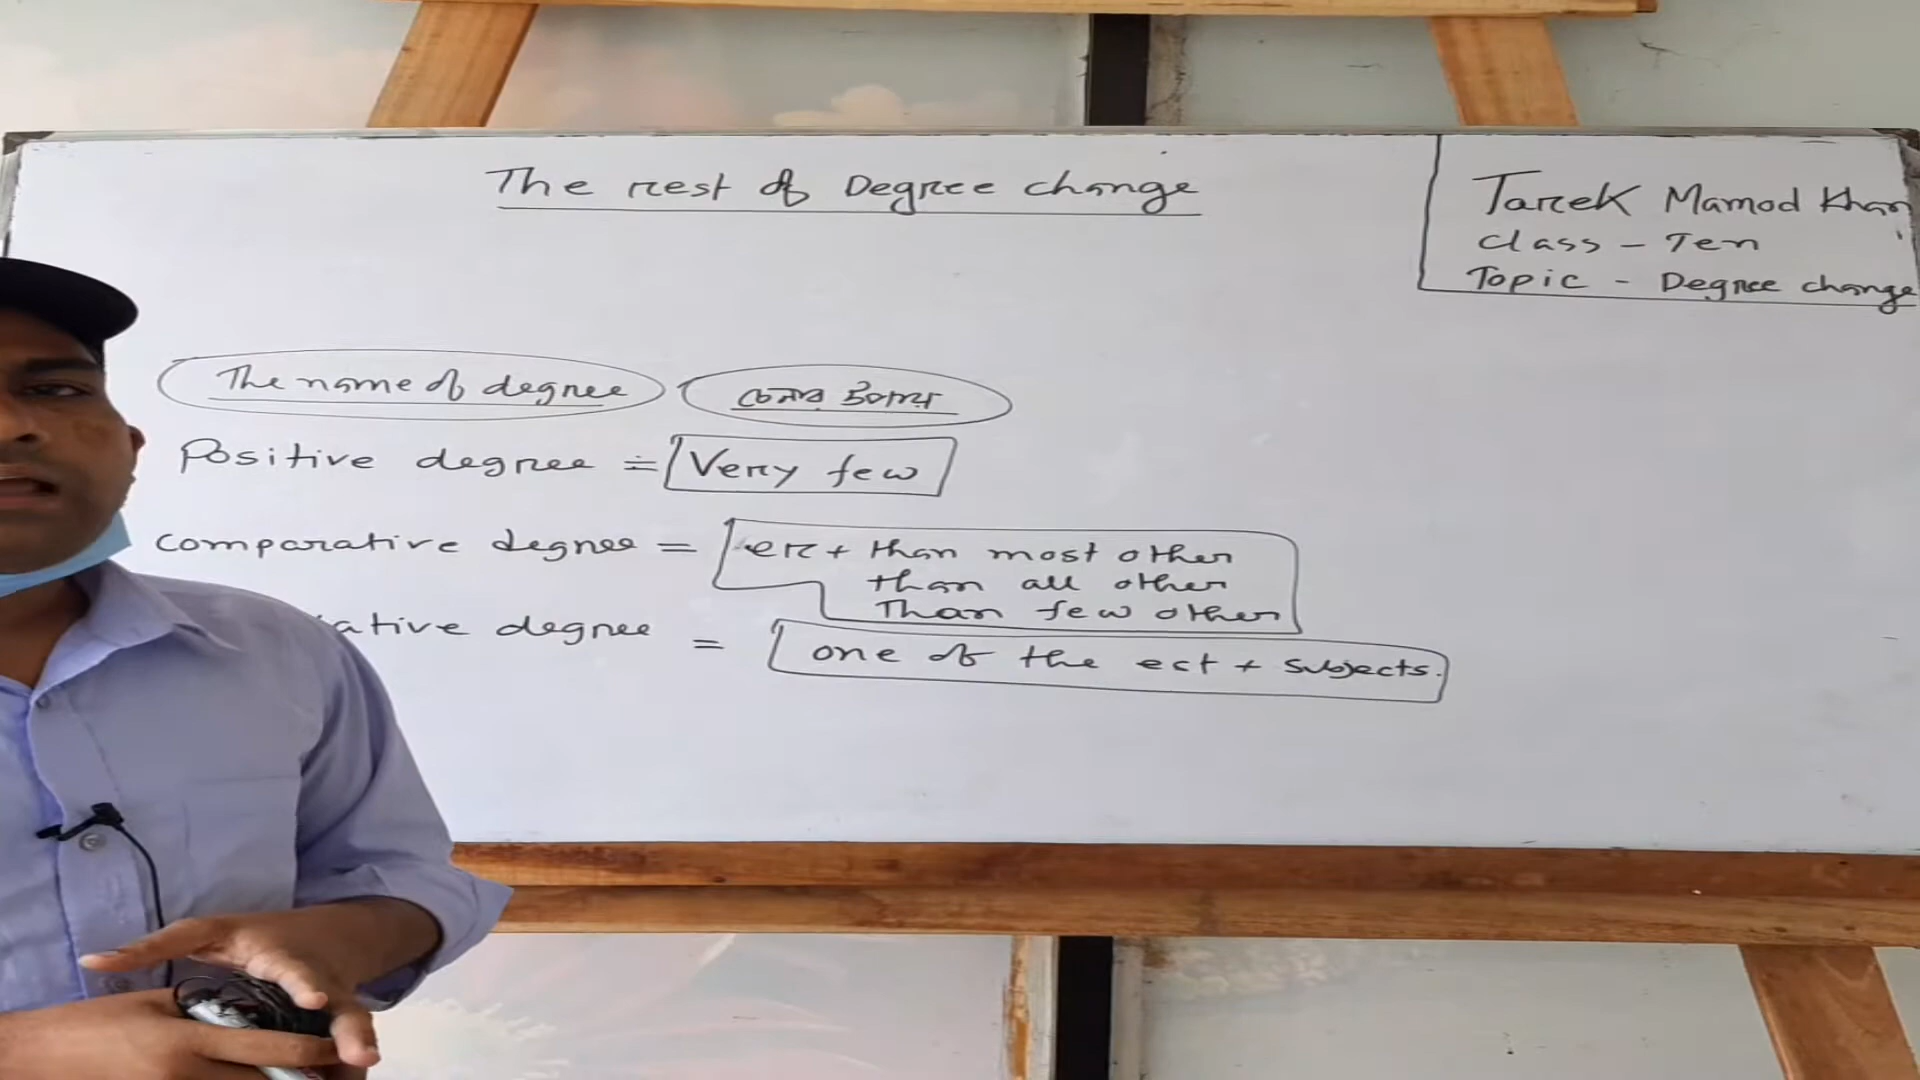 The rest of Degree change
Tarek Mamod Khan
Class - Ten
Topic - Degree change
The name of degree
চেনার উপায়
Positive degree = Very few
comparative degree = er + than most other
than all other
Than few other
ative degree = one of the ect + subjects.